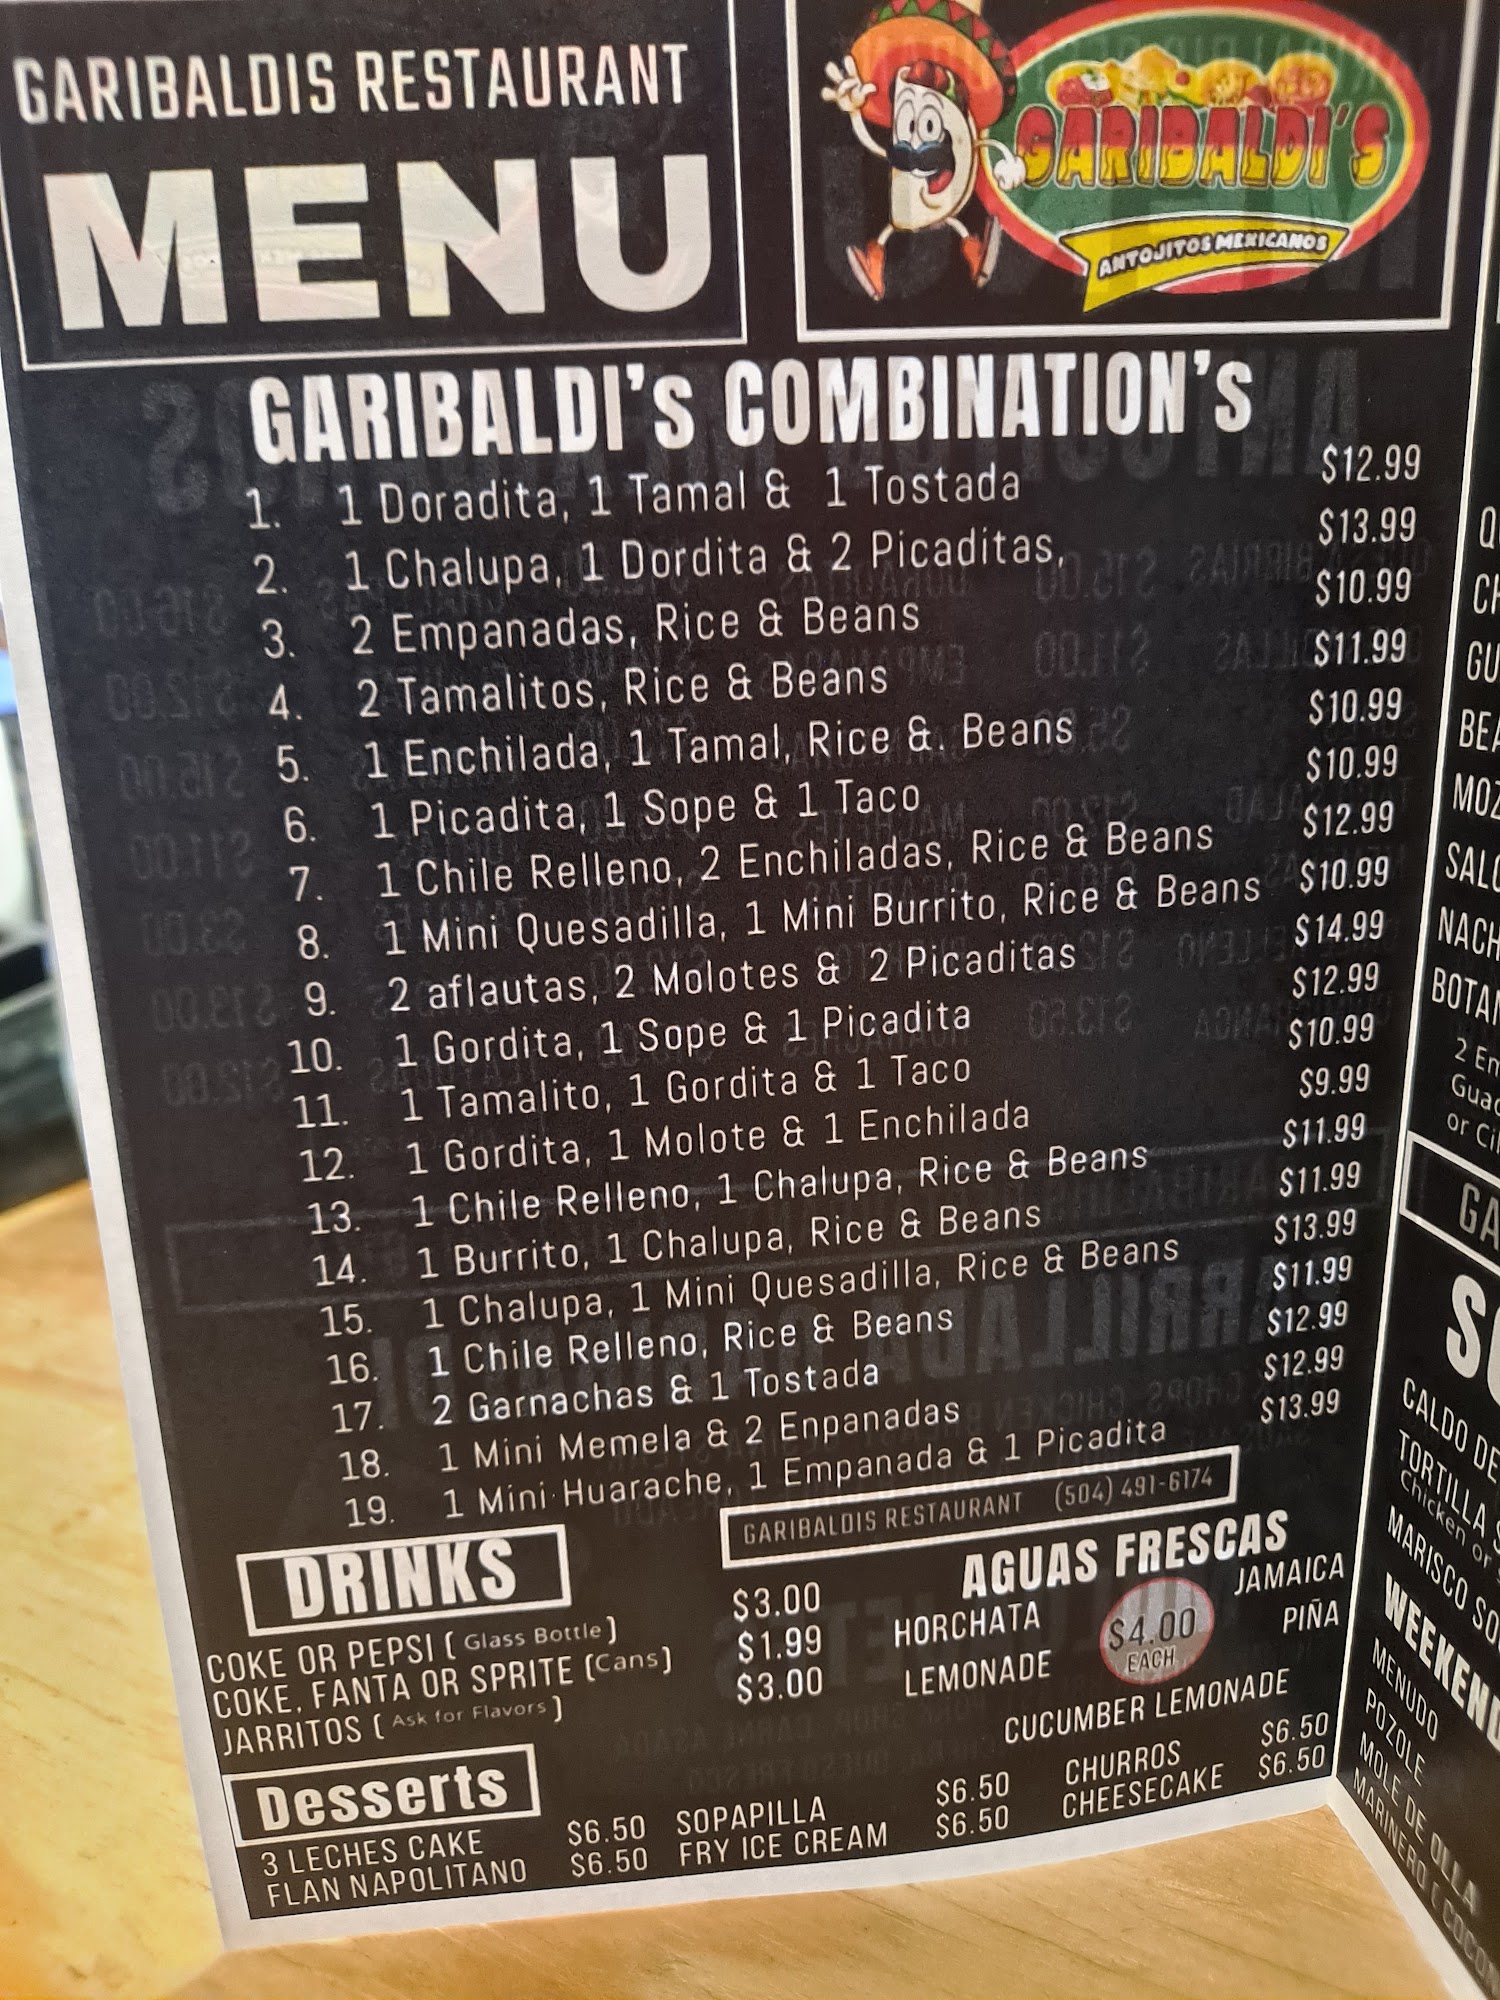 GARIBALDIS RESTAURANT
MENU
GARIBALDI'S
ANTOJITOS MEXICANOS
GARIBALDI's COMBINATION's
1. 1 Doradita, 1 Tamal & 1 Tostada $12.99
2. 1 Chalupa, 1 Dordita & 2 Picaditas, $13.99
3. 2 Empanadas, Rice & Beans $10.99
4. 2 Tamalitos, Rice & Beans $11.99
5. 1 Enchilada, 1 Tamal, Rice &. Beans $10.99
6. 1 Picadita, 1 Sope & 1 Taco $10.99
7. 1 Chile Relleno, 2 Enchiladas, Rice & Beans $12.99
8. 1 Mini Quesadilla, 1 Mini Burrito, Rice & Beans $10.99
9. 2 aflautas, 2 Molotes & 2 Picaditas $14.99
10. 1 Gordita, 1 Sope & 1 Picadita $12.99
11. 1 Tamalito, 1 Gordita & 1 Taco $10.99
12. 1 Gordita, 1 Molote & 1 Enchilada $9.99
13. 1 Chile Relleno, 1 Chalupa, Rice & Beans $11.99
14. 1 Burrito, 1 Chalupa, Rice & Beans $11.99
15. 1 Chalupa, 1 Mini Quesadilla, Rice & Beans $13.99
16. 1 Chile Relleno, Rice & Beans $11.99
17. 2 Garnachas & 1 Tostada $12.99
18. 1 Mini Memela & 2 Enpanadas $12.99
19. 1 Mini Huarache, 1 Empanada & 1 Picadita $13.99
GARIBALDIS RESTAURANT (504) 491-6174
DRINKS
COKE OR PEPSI ( Glass Bottle ) $3.00
COKE, FANTA OR SPRITE (Cans) $1.99
JARRITOS ( Ask for Flavors ) $3.00
AGUAS FRESCAS
HORCHATA JAMAICA
$4.00 EACH
LEMONADE PIÑA
CUCUMBER LEMONADE
Desserts
3 LECHES CAKE $6.50 SOPAPILLA $6.50 CHURROS $6.50
FLAN NAPOLITANO $6.50 FRY ICE CREAM $6.50 CHEESECAKE $6.50
2 Em
or
CALDO DE
TORTILLA
Chicken or
MARISCO
WEEKEND
MENUDO
POZOLE
MOLE DE OLLA
MARINERO